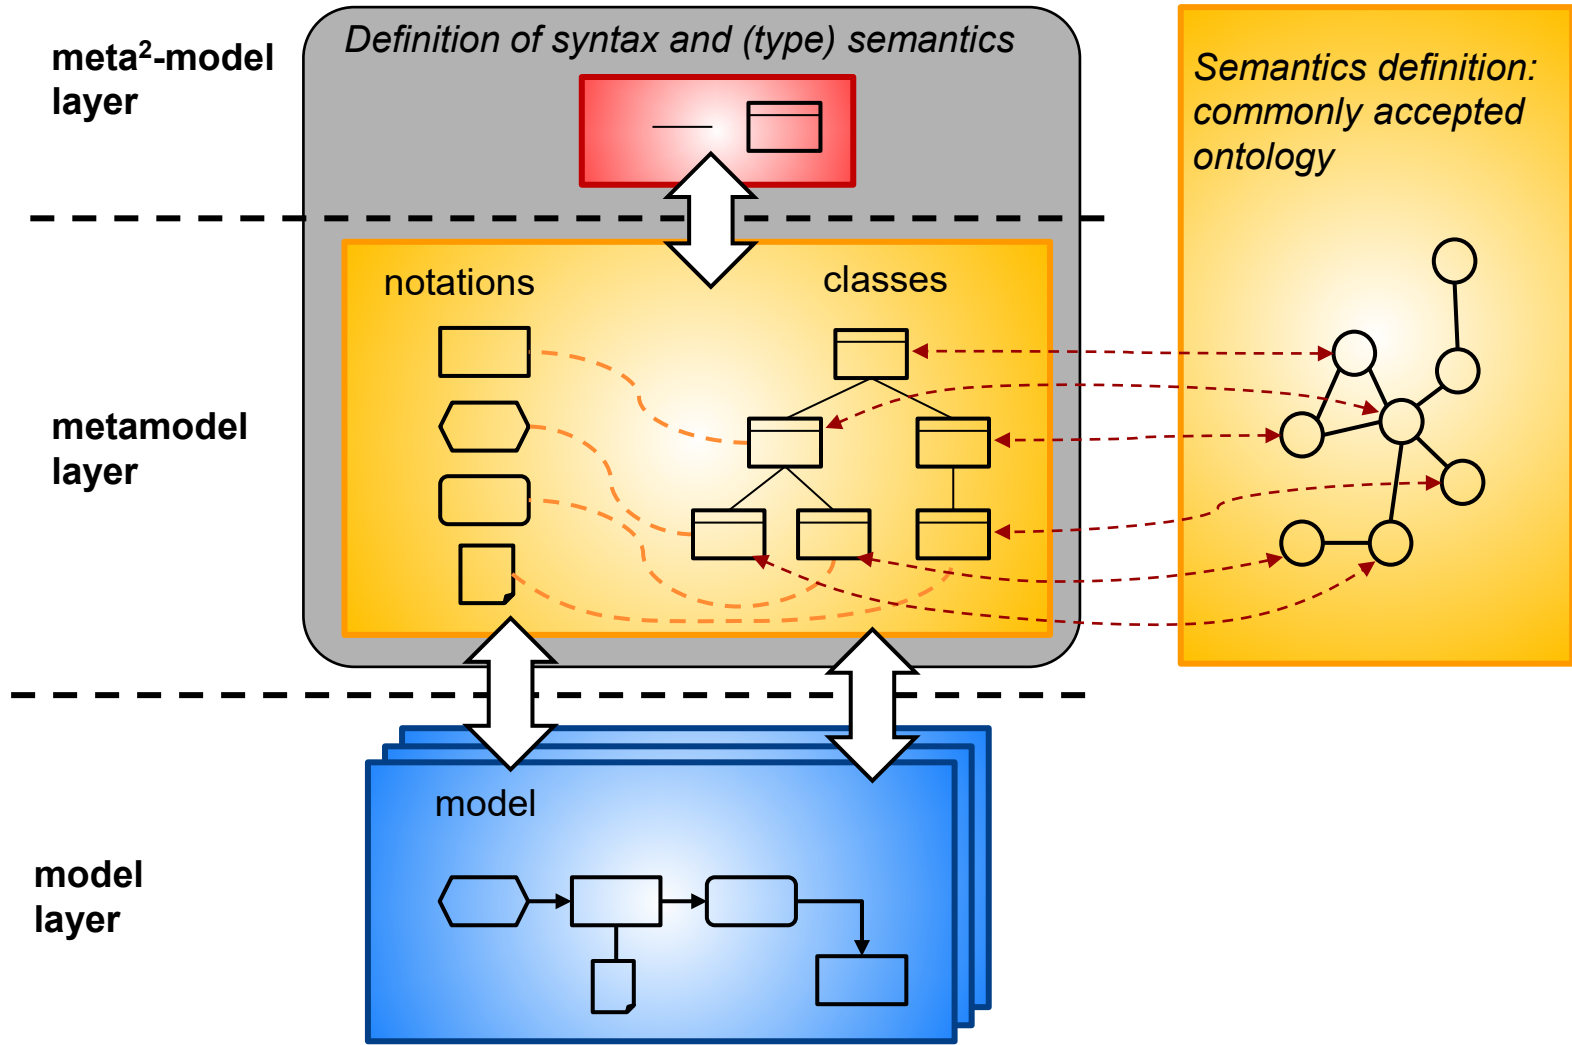 meta²-model
layer
Definition of syntax and (type) semantics
Semantics definition:
commonly accepted
ontology
notations
classes
metamodel
layer
model
model
layer